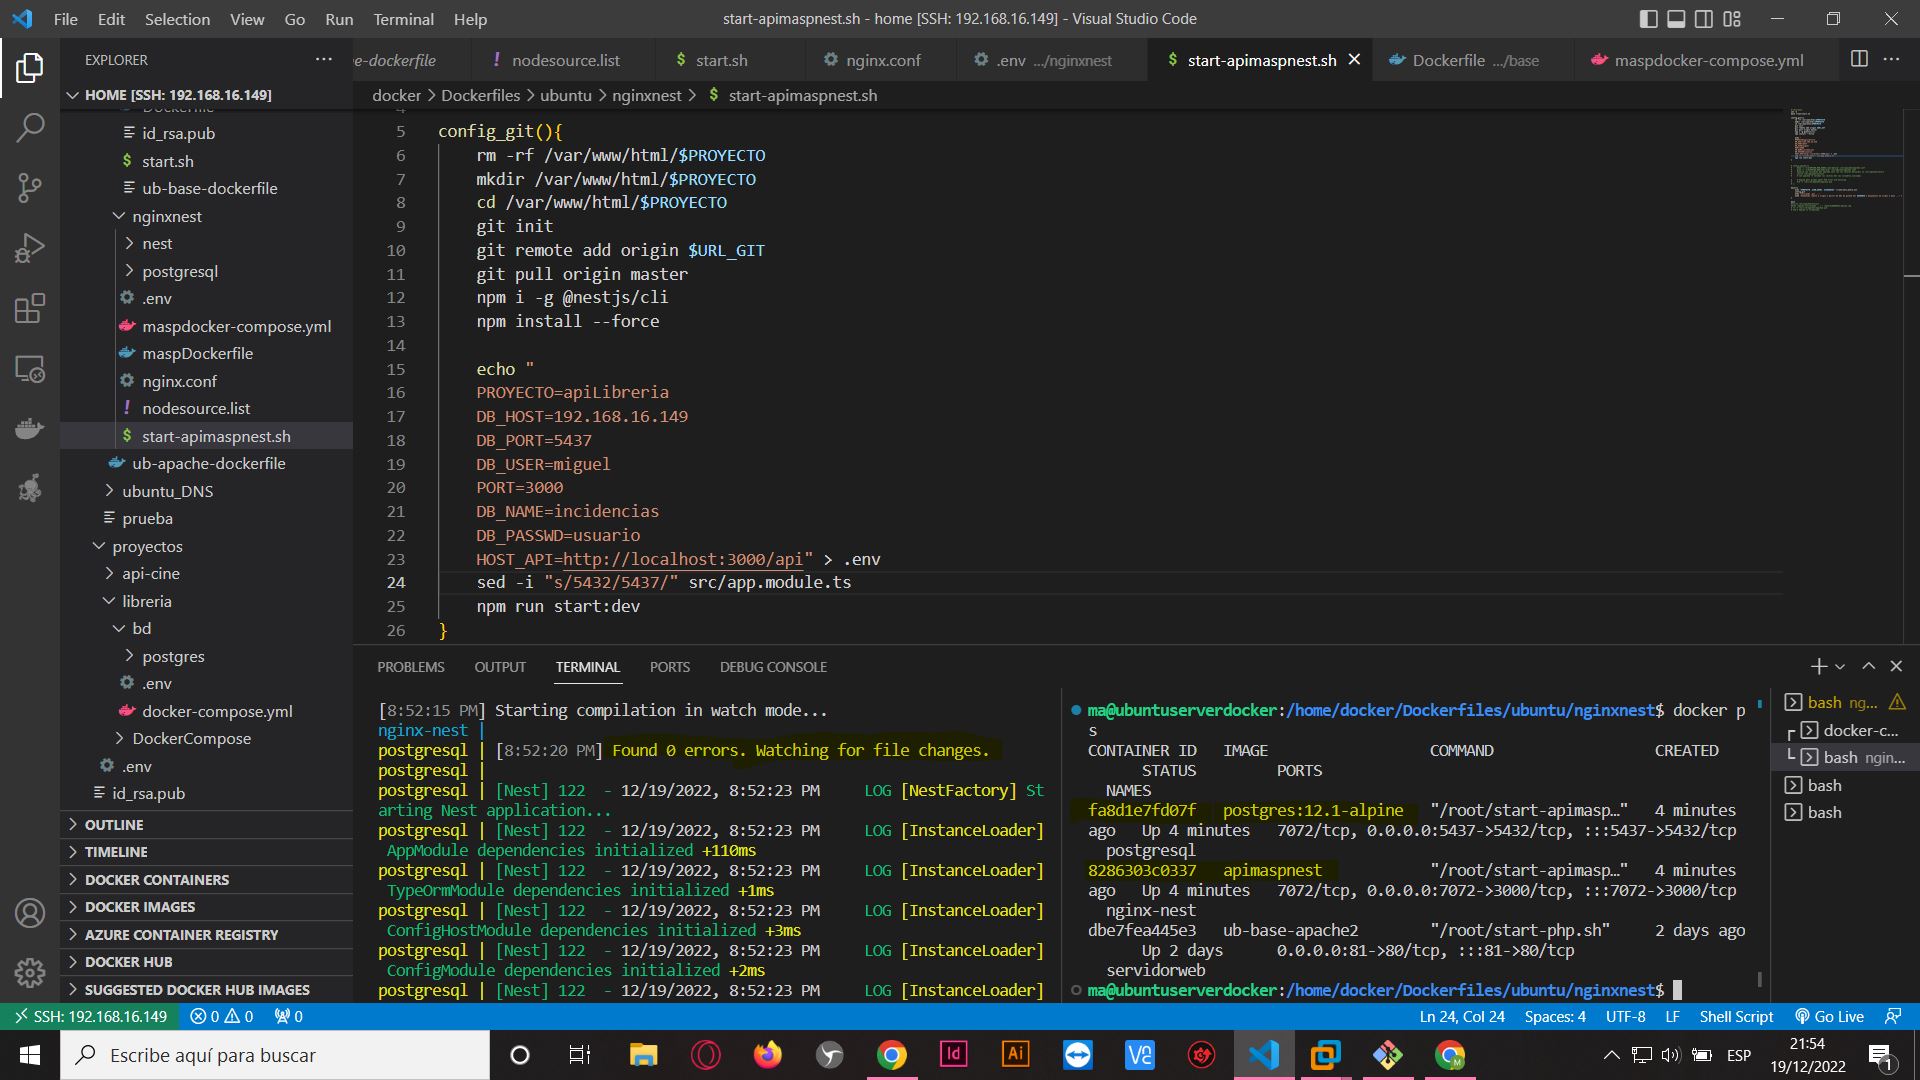 File Edit Selection View Go Run Terminal Help
start-apimaspnest.sh - home [SSH: 192.168.16.149] - Visual Studio Code
EXPLORER
e-dockerfile
nodesource.list
start.sh
nginx.conf
.env .../nginxnest
start-apimaspnest.sh
Dockerfile .../base
maspdocker-compose.yml
docker > Dockerfiles > ubuntu > nginxnest > $ start-apimaspnest.sh
HOME [SSH: 192.168.16.149]
Dockerfile
id_rsa.pub
start.sh
ub-base-dockerfile
nginxnest
nest
postgresql
.env
maspdocker-compose.yml
maspDockerfile
nginx.conf
nodesource.list
start-apimaspnest.sh
ub-apache-dockerfile
ubuntu_DNS
prueba
proyectos
api-cine
libreria
bd
postgres
.env
docker-compose.yml
DockerCompose
.env
id_rsa.pub
OUTLINE
TIMELINE
DOCKER CONTAINERS
DOCKER IMAGES
AZURE CONTAINER REGISTRY
DOCKER HUB
SUGGESTED DOCKER HUB IMAGES
5 config_git(){
6 rm -rf /var/www/html/$PROYECTO
7 mkdir /var/www/html/$PROYECTO
8 cd /var/www/html/$PROYECTO
9 git init
10 git remote add origin $URL_GIT
11 git pull origin master
12 npm i -g @nestjs/cli
13 npm install --force
14
15 echo "
16 PROYECTO=apiLibreria
17 DB_HOST=192.168.16.149
18 DB_PORT=5437
19 DB_USER=miguel
20 PORT=3000
21 DB_NAME=incidencias
22 DB_PASSWD=usuario
23 HOST_API=http://localhost:3000/api" > .env
24 sed -i "s/5432/5437/" src/app.module.ts
25 npm run start:dev
26 }
PROBLEMS OUTPUT TERMINAL PORTS DEBUG CONSOLE
[8:52:15 PM] Starting compilation in watch mode...
nginx-nest |
postgresql | [8:52:20 PM] Found 0 errors. Watching for file changes.
postgresql |
postgresql | [Nest] 122 - 12/19/2022, 8:52:23 PM LOG [NestFactory] St
arting Nest application...
postgresql | [Nest] 122 - 12/19/2022, 8:52:23 PM LOG [InstanceLoader]
AppModule dependencies initialized +110ms
postgresql | [Nest] 122 - 12/19/2022, 8:52:23 PM LOG [InstanceLoader]
TypeOrmModule dependencies initialized +1ms
postgresql | [Nest] 122 - 12/19/2022, 8:52:23 PM LOG [InstanceLoader]
ConfigHostModule dependencies initialized +3ms
postgresql | [Nest] 122 - 12/19/2022, 8:52:23 PM LOG [InstanceLoader]
ConfigModule dependencies initialized +2ms
postgresql | [Nest] 122 - 12/19/2022, 8:52:23 PM LOG [InstanceLoader]
ma@ubuntuserverdocker:/home/docker/Dockerfiles/ubuntu/nginxnest$ docker p
s
CONTAINER ID IMAGE COMMAND CREATED
STATUS PORTS
NAMES
fa8d1e7fd07f postgres:12.1-alpine "/root/start-apimasp…" 4 minutes
ago Up 4 minutes 7072/tcp, 0.0.0.0:5437->5432/tcp, :::5437->5432/tcp
postgresql
8286303c0337 apimaspnest "/root/start-apimasp…" 4 minutes
ago Up 4 minutes 7072/tcp, 0.0.0.0:7072->3000/tcp, :::7072->3000/tcp
nginx-nest
dbe7fea445e3 ub-base-apache2 "/root/start-php.sh" 2 days ago
Up 2 days 0.0.0.0:81->80/tcp, :::81->80/tcp
servidorweb
ma@ubuntuserverdocker:/home/docker/Dockerfiles/ubuntu/nginxnest$
bash ng...
docker-c...
bash ngin...
bash
bash
SSH: 192.168.16.149 0 0 0
Ln 24, Col 24 Spaces: 4 UTF-8 LF Shell Script Go Live
Escribe aquí para buscar
Id
Ai
ESP
21:54
19/12/2022
1